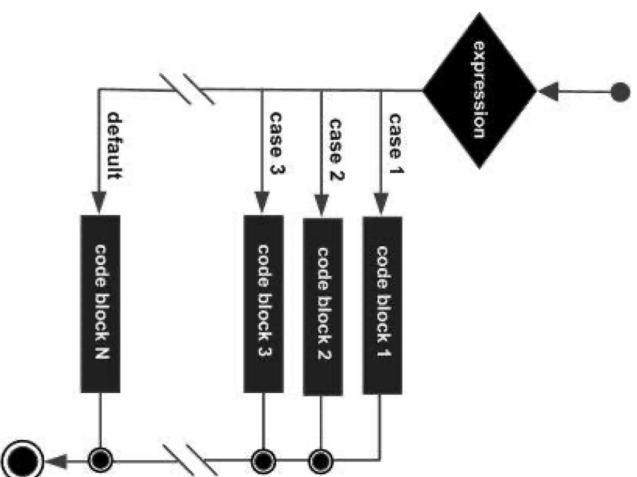 expression
case 1
code block 1
case 2
code block 2
case 3
code block 3
default
code block N